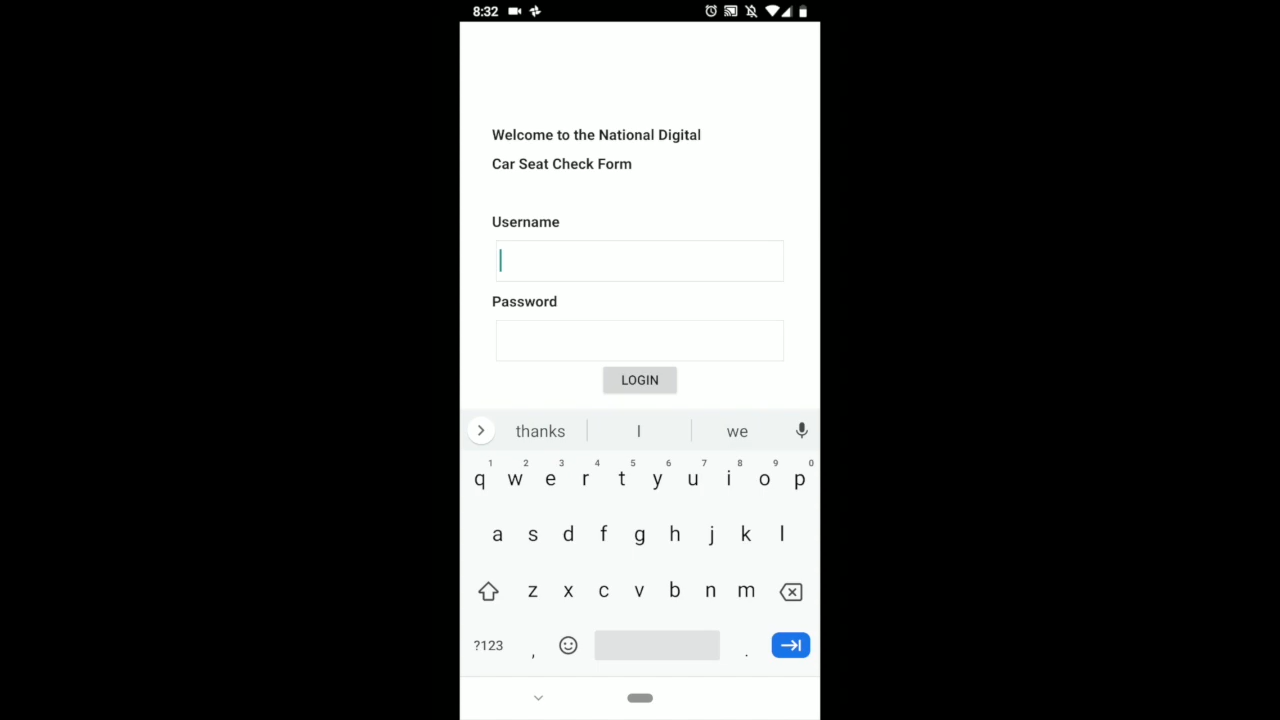 8:32
Welcome to the National Digital
Car Seat Check Form
Username
Password
LOGIN
thanks I we
1 2 3 4 5 6 7 8 9 0
q w e r t y u i o p
a s d f g h j k l
z x c v b n m
?123 , .